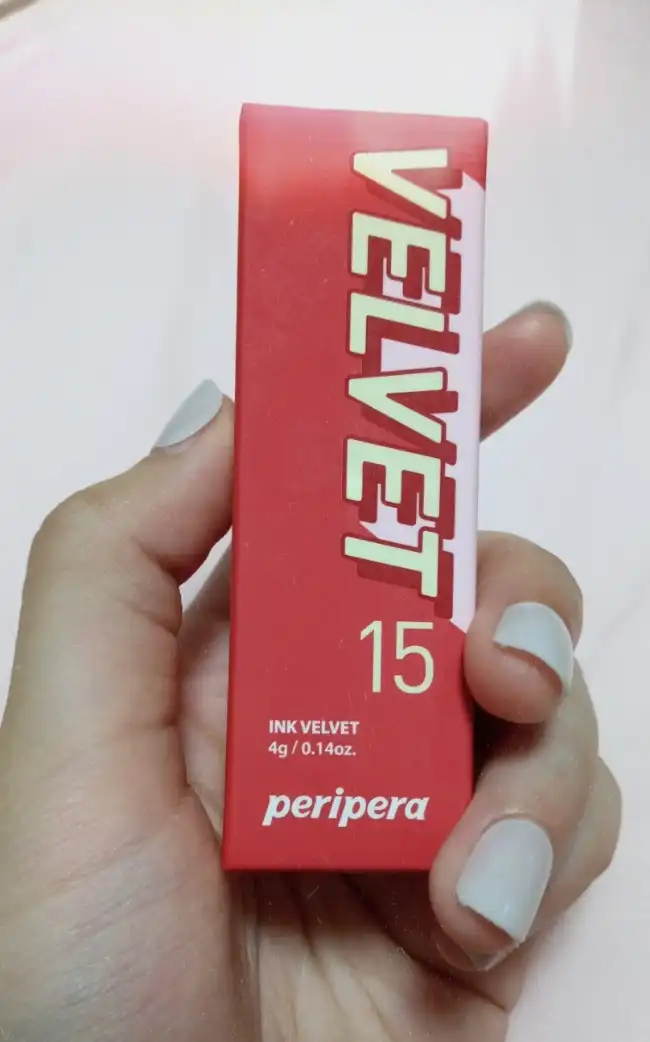 VELVET
15
INK VELVET
4g / 0.14oz.
peripera